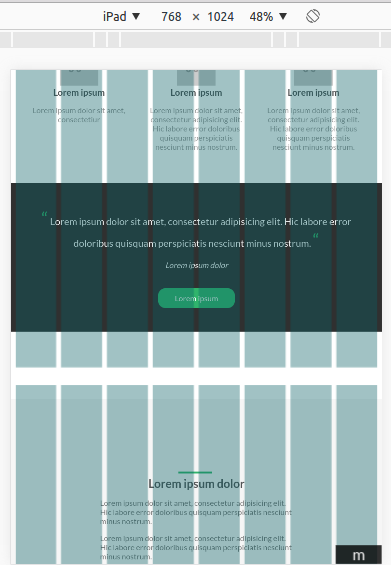 iPad ▼ 768 × 1024 48% ▼
Lorem ipsum Lorem ipsum Lorem ipsum
Lorem ipsum dolor sit amet, Lorem ipsum dolor sit amet, Lorem ipsum dolor sit amet,
consectetur consectetur adipisicing elit. consectetur adipisicing elit.
Hic labore error doloribus Hic labore error doloribus
quisquam perspiciatis quisquam perspiciatis
nesciunt minus nostrum. nesciunt minus nostrum.
“ Lorem ipsum dolor sit amet, consectetur adipisicing elit. Hic labore error
doloribus quisquam perspiciatis nesciunt minus nostrum. ”
Lorem ipsum dolor
Lorem ipsum
Lorem ipsum dolor
Lorem ipsum dolor sit amet, consectetur adipisicing elit.
Hic labore error doloribus quisquam perspiciatis nesciunt
minus nostrum.
Lorem ipsum dolor sit amet, consectetur adipisicing elit.
Hic labore error doloribus quisquam perspiciatis nesciunt
minus nostrum.
m